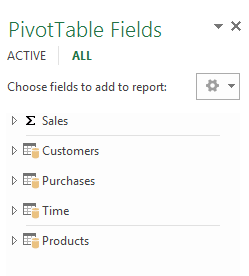 PivotTable Fields
ACTIVE ALL
Choose fields to add to report:
Σ Sales
Customers
Purchases
Time
Products